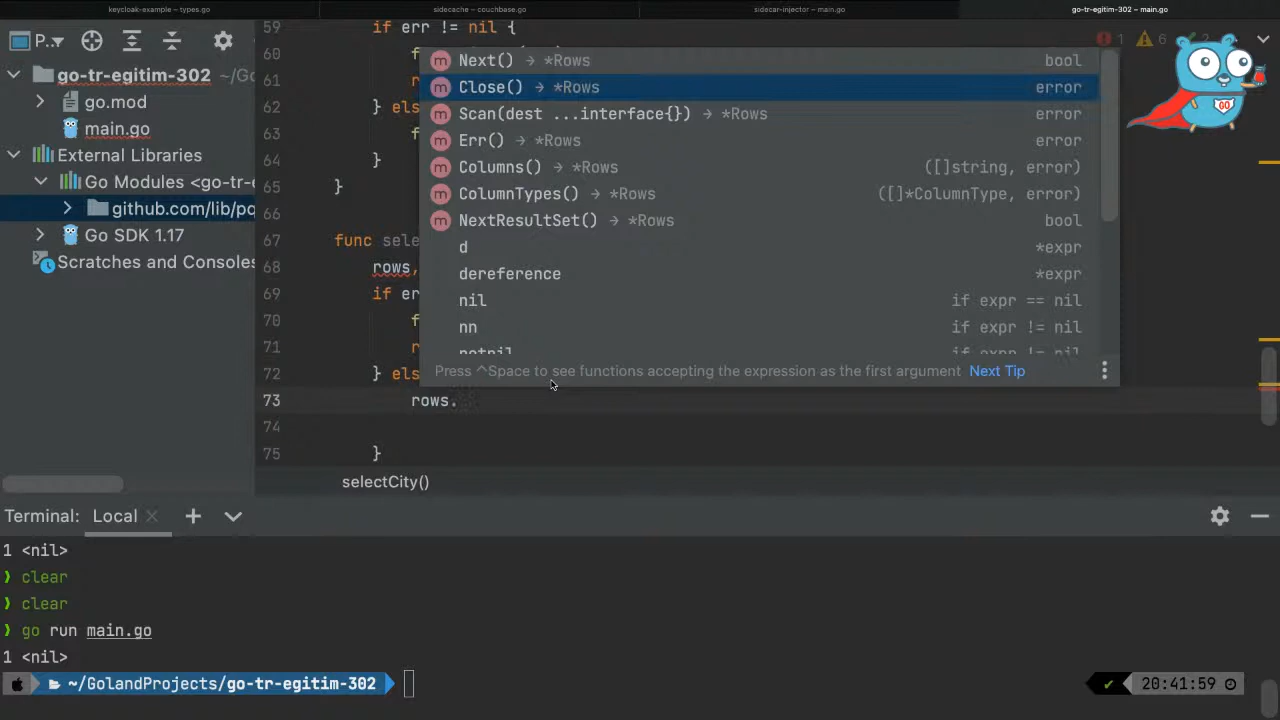 keycloak-example – types.go
sidecache – couchbase.go
sidecar-injector – main.go
go-tr-egitim-302 – main.go
P..
1 6 2
go-tr-egitim-302 ~/Go
go.mod
main.go
External Libraries
Go Modules <go-tr-e
github.com/lib/pq
Go SDK 1.17
Scratches and Consoles
59 if err != nil {
60 f
61 r
62 } els
63 f
64 }
65 }
66
67 func sele
68 rows,
69 if er
70 f
71 r
72 } els
73 rows.
74
75 }
Next() → *Rows bool
Close() → *Rows error
Scan(dest ...interface{}) → *Rows error
Err() → *Rows error
Columns() → *Rows ([]string, error)
ColumnTypes() → *Rows ([]*ColumnType, error)
NextResultSet() → *Rows bool
d *expr
dereference *expr
nil if expr == nil
nn if expr != nil
notnil if expr != nil
Press ^Space to see functions accepting the expression as the first argument Next Tip
GO
selectCity()
Terminal: Local
1 <nil>
❯ clear
❯ clear
❯ go run main.go
1 <nil>
~/GolandProjects/go-tr-egitim-302
✔ 20:41:59